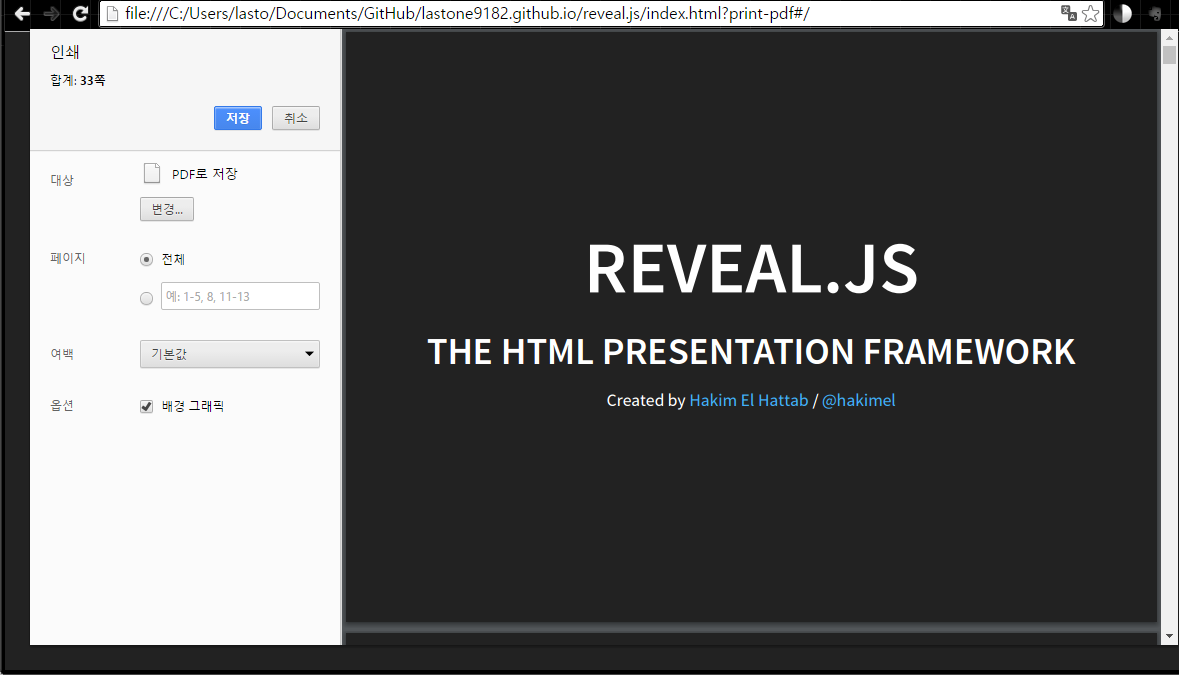 file:///C:/Users/lasto/Documents/GitHub/lastone9182.github.io/reveal.js/index.html?print-pdf#/
인쇄
합계: 33쪽
저장 취소
대상 PDF로 저장
변경...
페이지 전체
예: 1-5, 8, 11-13
여백 기본값
옵션 배경 그래픽
REVEAL.JS
THE HTML PRESENTATION FRAMEWORK
Created by Hakim El Hattab / @hakimel